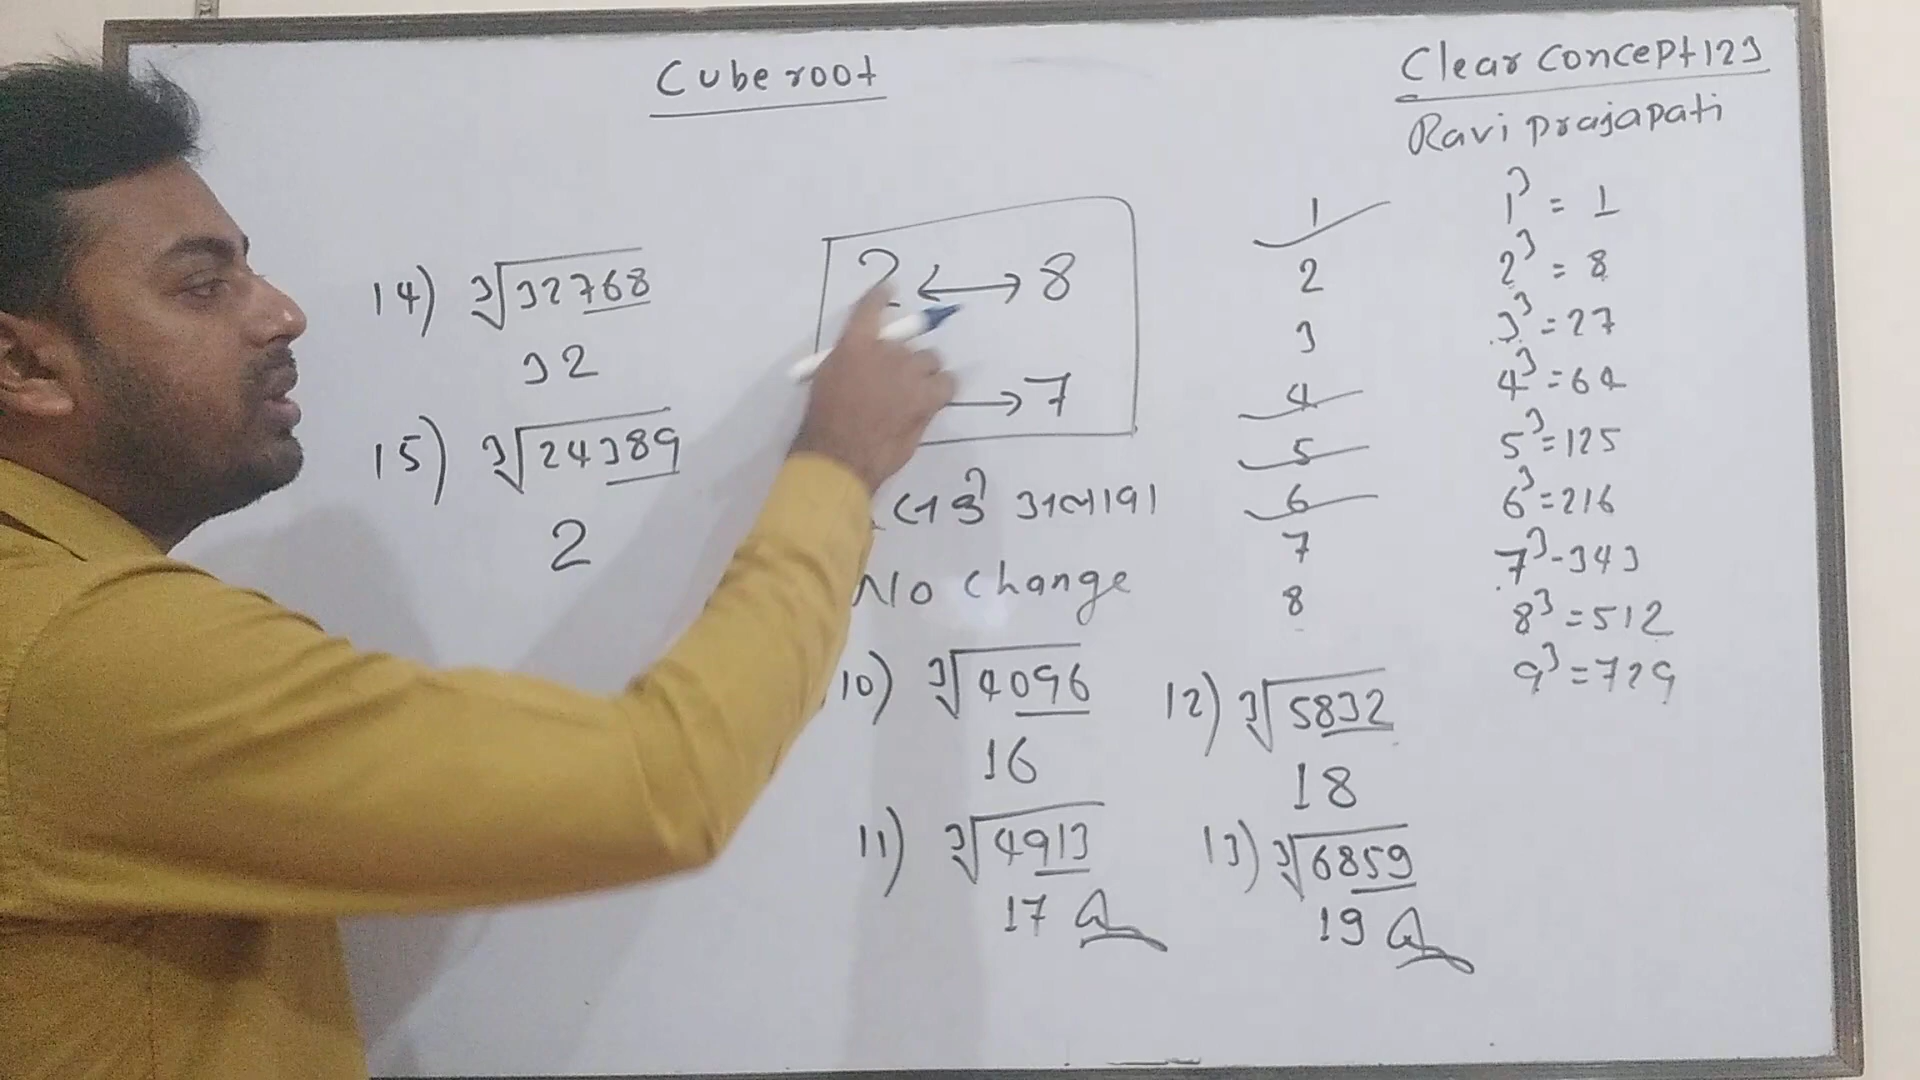 Cube root
Clear Concept123
Ravi prajapati
14) ∛32768
32
15) ∛24389
2
2 ↔ 8
→ 7
અલાવા
No Change
10) ∛4096
16
11) ∛4913
17
12) ∛5832
18
13) ∛6859
19
1
2
3
4
5
6
7
8
1³ = 1
2³ = 8
3³ = 27
4³ = 64
5³ = 125
6³ = 216
7³ - 343
8³ = 512
9³ = 729